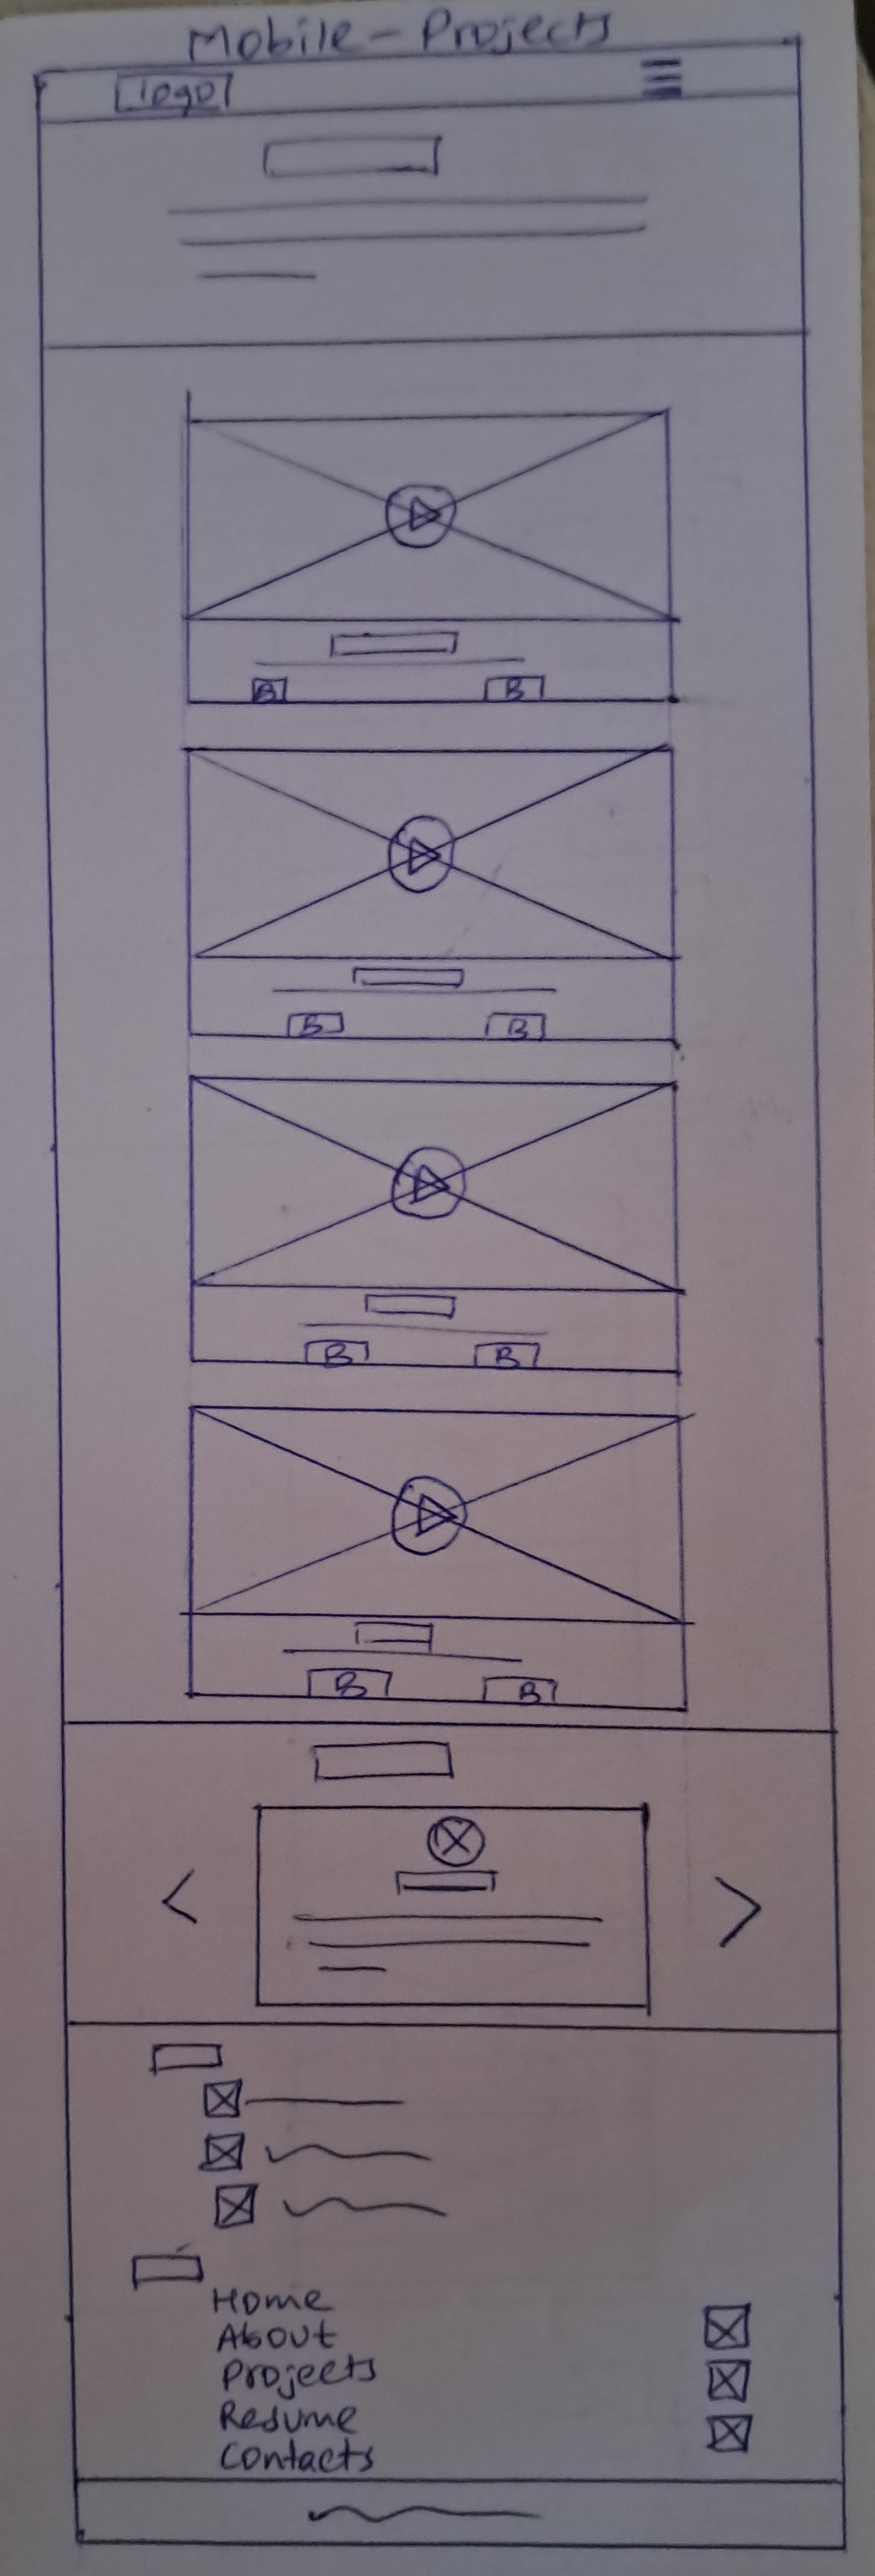 Mobile - Projects
logo
B B
B B
B B
B B
Home
About
Projects
Resume
Contacts